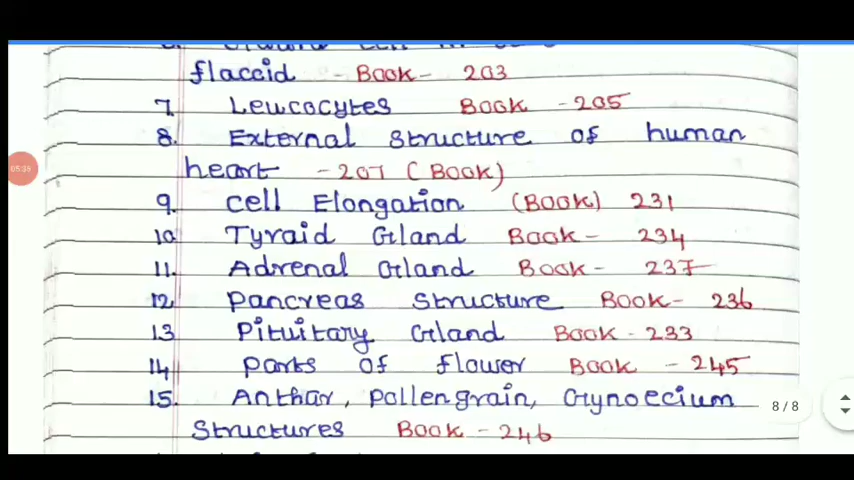 flaccid - Book - 203
7. Leucocytes Book - 205
8. External structure of human
heart - 207 (Book)
9. cell Elongation (Book) 231
10. Tyraid Gland Book - 234
11. Adrenal Gland Book - 237
12. Pancreas structure Book - 236
13 Pituitary Gland Book - 233
14 parts of flower Book - 245
15. Anthar, pollengrain, Gynoecium
structures Book - 246
8/8
05:38